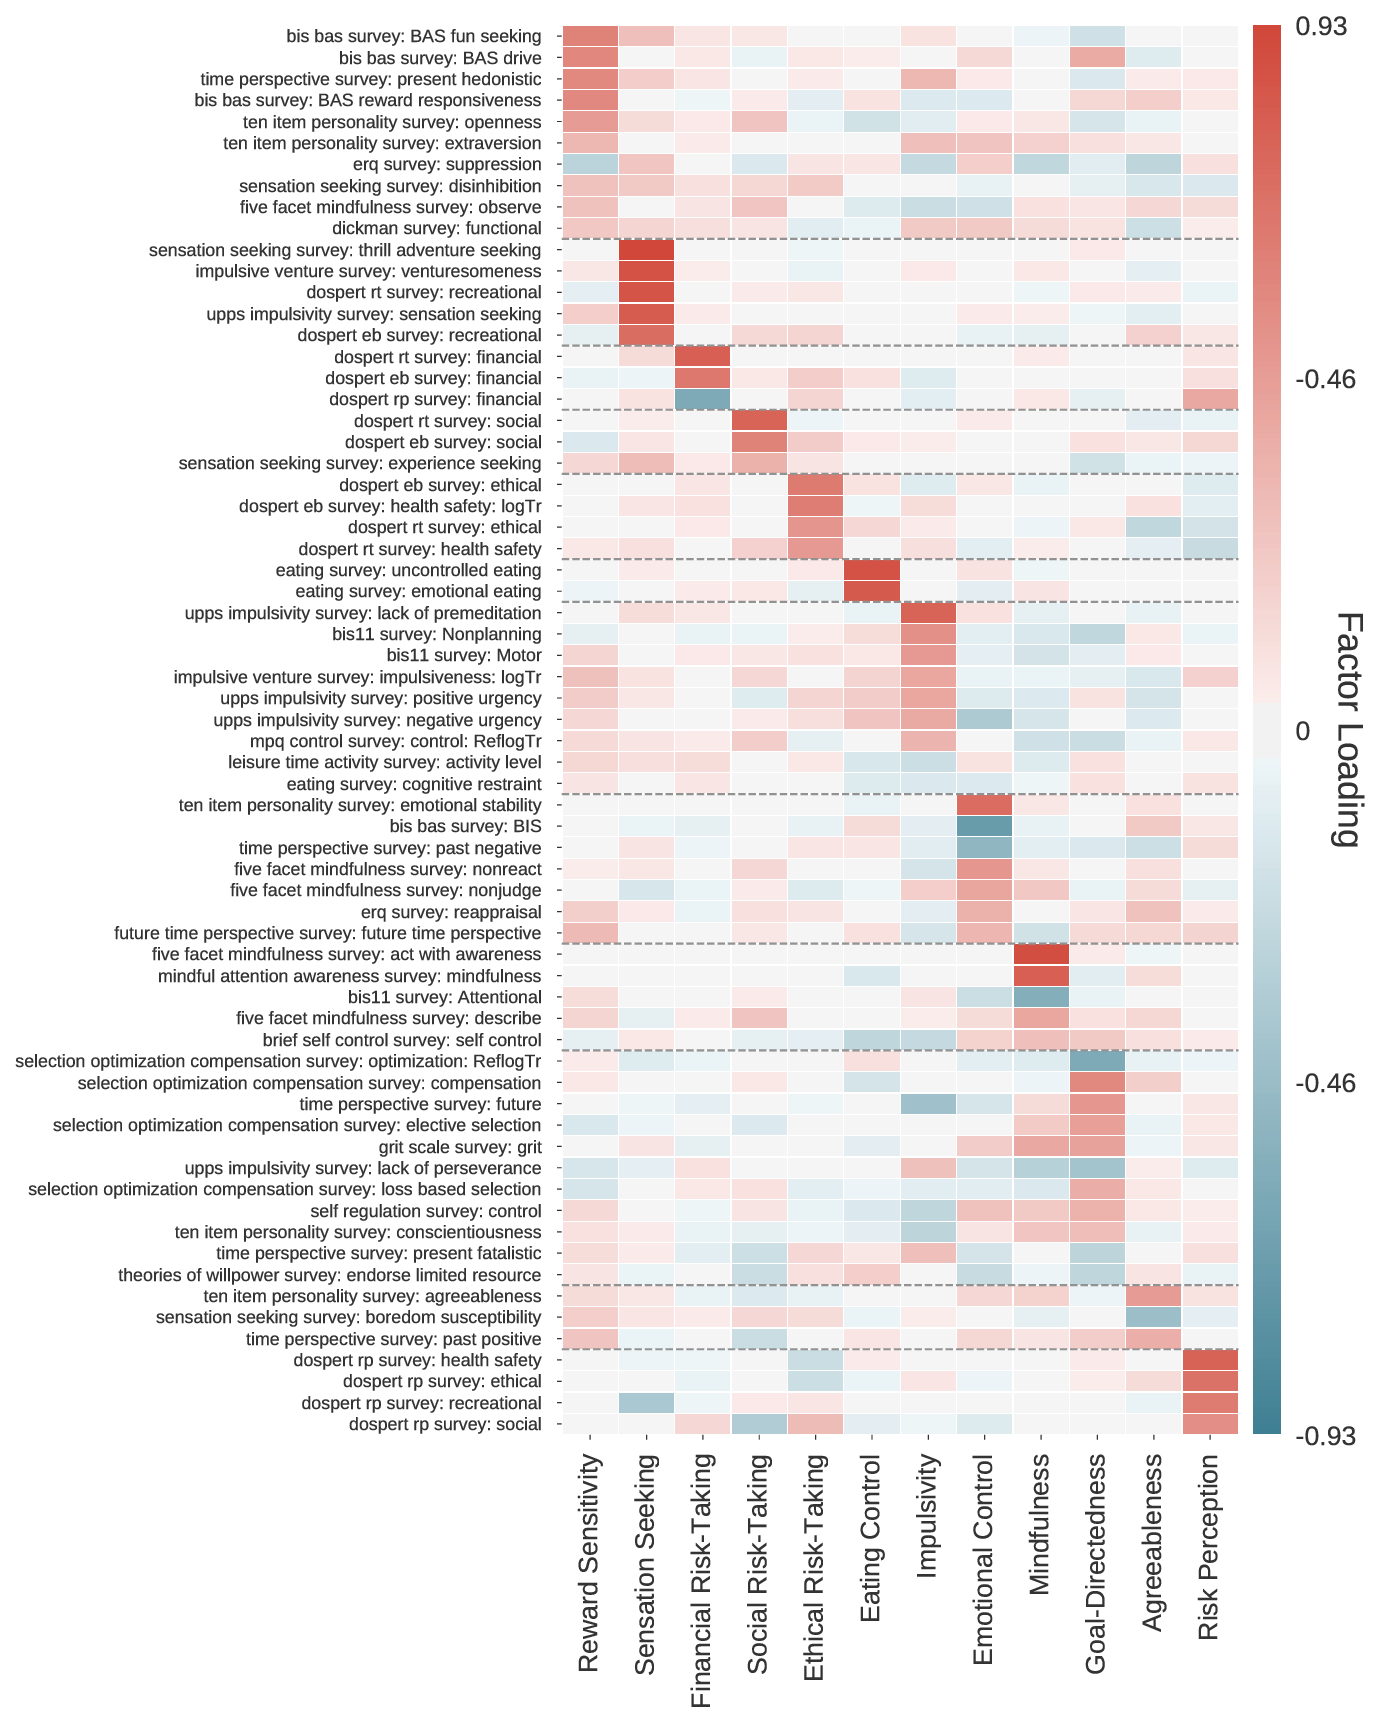 bis bas survey: BAS fun seeking
bis bas survey: BAS drive
time perspective survey: present hedonistic
bis bas survey: BAS reward responsiveness
ten item personality survey: openness
ten item personality survey: extraversion
erq survey: suppression
sensation seeking survey: disinhibition
five facet mindfulness survey: observe
dickman survey: functional
sensation seeking survey: thrill adventure seeking
impulsive venture survey: venturesomeness
dospert rt survey: recreational
upps impulsivity survey: sensation seeking
dospert eb survey: recreational
dospert rt survey: financial
dospert eb survey: financial
dospert rp survey: financial
dospert rt survey: social
dospert eb survey: social
sensation seeking survey: experience seeking
dospert eb survey: ethical
dospert eb survey: health safety: logTr
dospert rt survey: ethical
dospert rt survey: health safety
eating survey: uncontrolled eating
eating survey: emotional eating
upps impulsivity survey: lack of premeditation
bis11 survey: Nonplanning
bis11 survey: Motor
impulsive venture survey: impulsiveness: logTr
upps impulsivity survey: positive urgency
upps impulsivity survey: negative urgency
mpq control survey: control: ReflogTr
leisure time activity survey: activity level
eating survey: cognitive restraint
ten item personality survey: emotional stability
bis bas survey: BIS
time perspective survey: past negative
five facet mindfulness survey: nonreact
five facet mindfulness survey: nonjudge
erq survey: reappraisal
future time perspective survey: future time perspective
five facet mindfulness survey: act with awareness
mindful attention awareness survey: mindfulness
bis11 survey: Attentional
five facet mindfulness survey: describe
brief self control survey: self control
selection optimization compensation survey: optimization: ReflogTr
selection optimization compensation survey: compensation
time perspective survey: future
selection optimization compensation survey: elective selection
grit scale survey: grit
upps impulsivity survey: lack of perseverance
selection optimization compensation survey: loss based selection
self regulation survey: control
ten item personality survey: conscientiousness
time perspective survey: present fatalistic
theories of willpower survey: endorse limited resource
ten item personality survey: agreeableness
sensation seeking survey: boredom susceptibility
time perspective survey: past positive
dospert rp survey: health safety
dospert rp survey: ethical
dospert rp survey: recreational
dospert rp survey: social
Reward Sensitivity
Sensation Seeking
Financial Risk-Taking
Social Risk-Taking
Ethical Risk-Taking
Eating Control
Impulsivity
Emotional Control
Mindfulness
Goal-Directedness
Agreeableness
Risk Perception
0.93
-0.46
0
-0.46
-0.93
Factor Loading